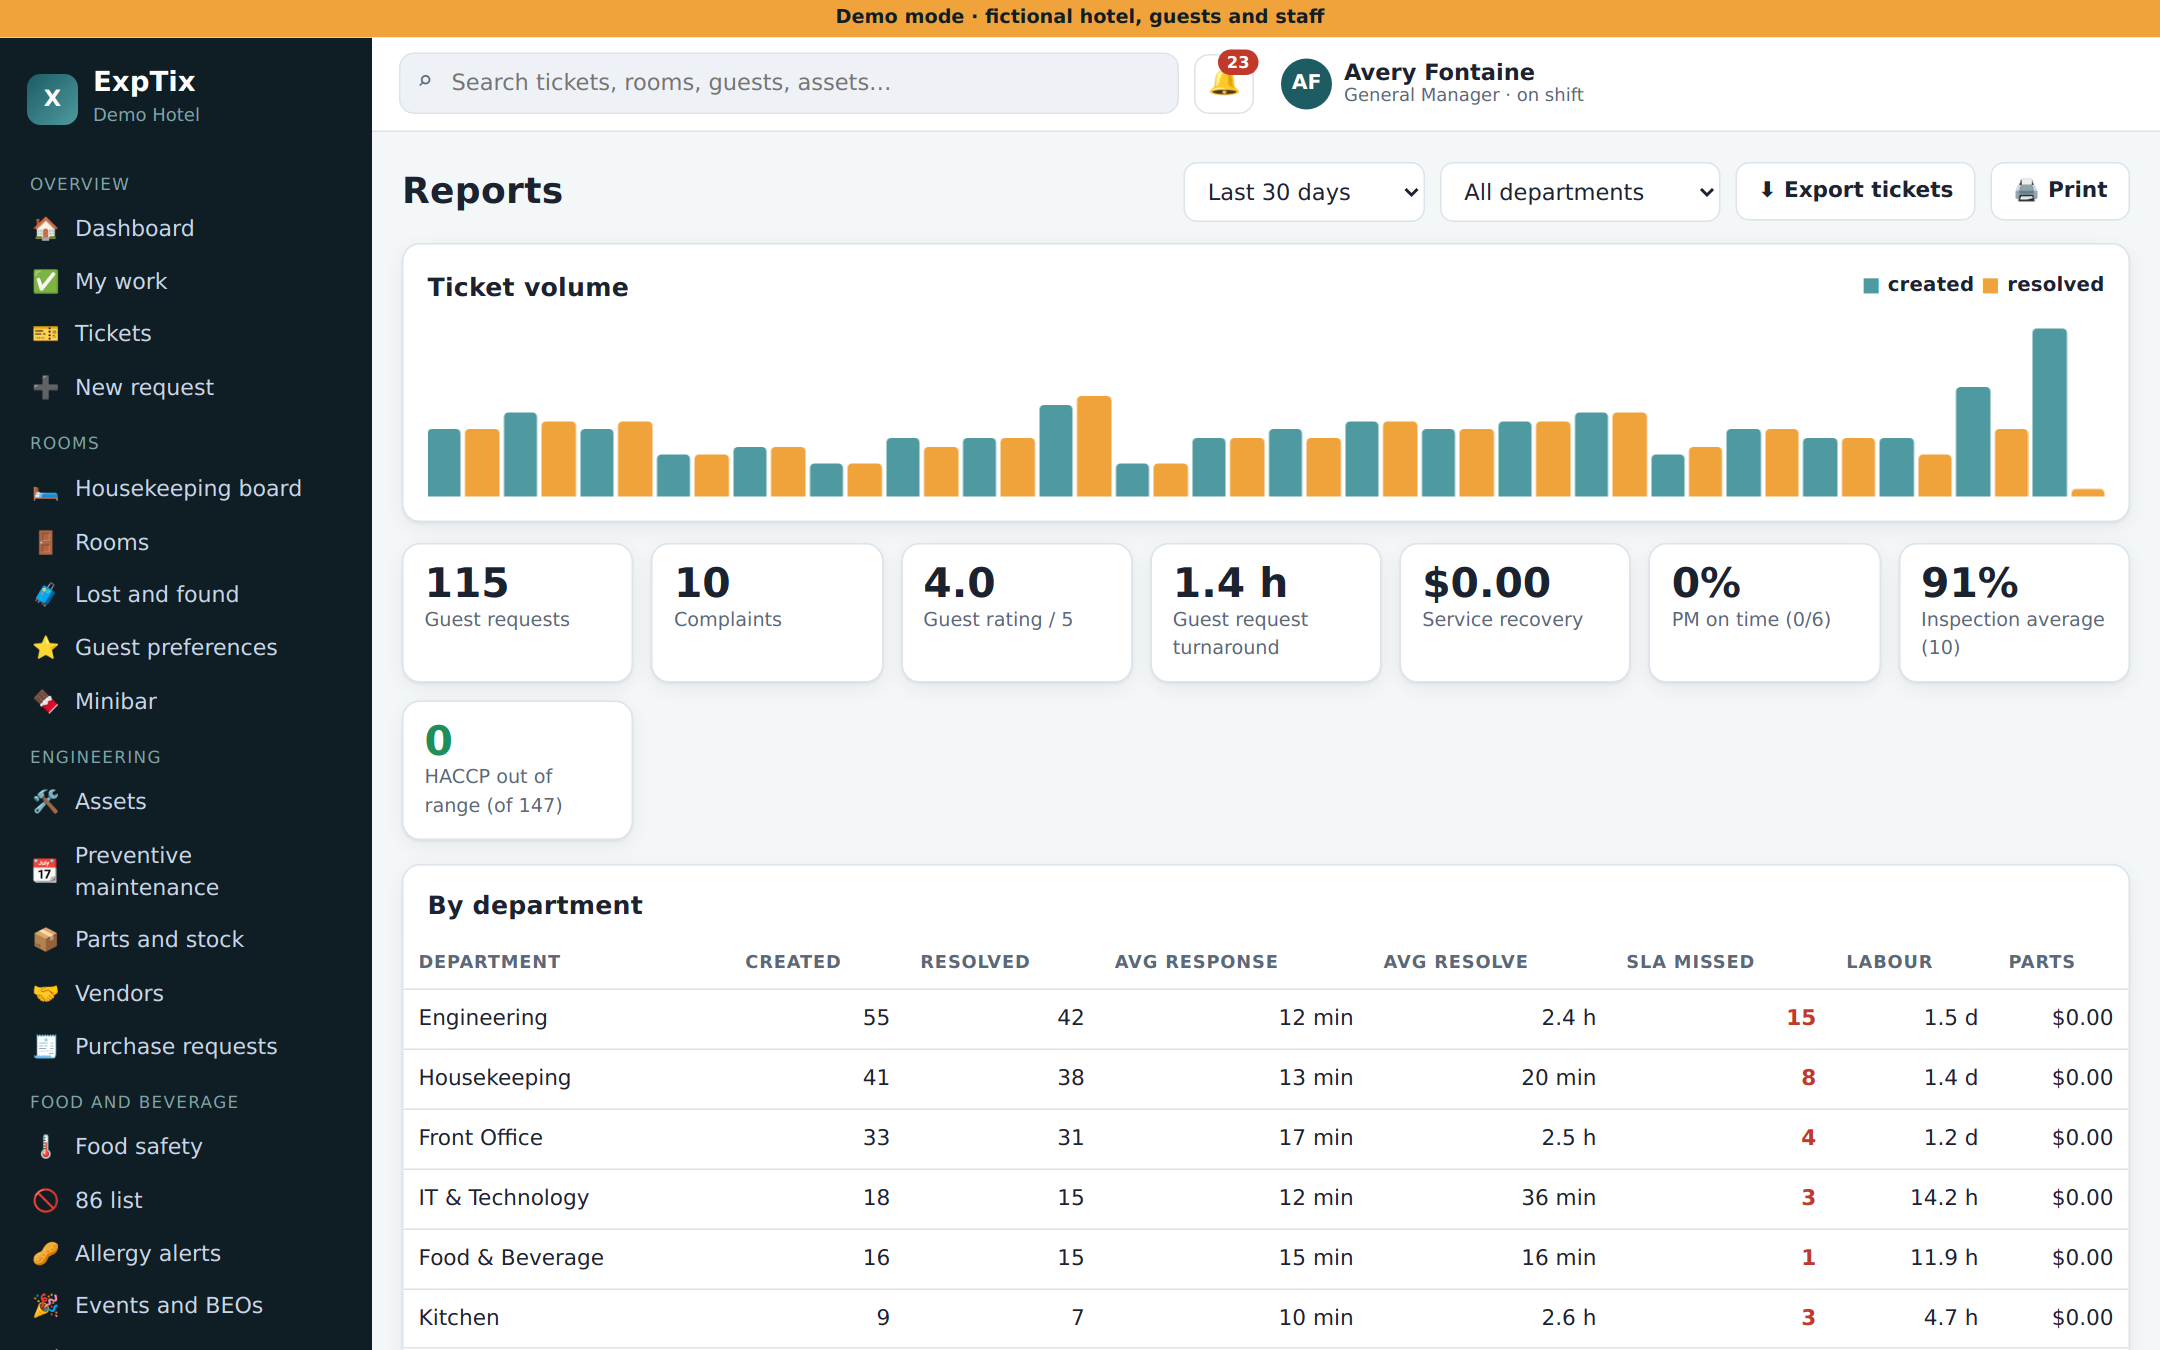 Demo mode · fictional hotel, guests and staff
X
ExpTix
Demo Hotel
OVERVIEW
Dashboard
My work
Tickets
New request
ROOMS
Housekeeping board
Rooms
Lost and found
Guest preferences
Minibar
ENGINEERING
Assets
Preventive
maintenance
Parts and stock
Vendors
Purchase requests
FOOD AND BEVERAGE
Food safety
86 list
Allergy alerts
Events and BEOs
Search tickets, rooms, guests, assets...
23
AF
Avery Fontaine
General Manager · on shift
Reports
Last 30 days
All departments
⬇ Export tickets
Print
Ticket volume
created resolved
115
Guest requests
10
Complaints
4.0
Guest rating / 5
1.4 h
Guest request
turnaround
$0.00
Service recovery
0%
PM on time (0/6)
91%
Inspection average
(10)
0
HACCP out of
range (of 147)
By department
DEPARTMENT CREATED RESOLVED AVG RESPONSE AVG RESOLVE SLA MISSED LABOUR PARTS
Engineering 55 42 12 min 2.4 h 15 1.5 d $0.00
Housekeeping 41 38 13 min 20 min 8 1.4 d $0.00
Front Office 33 31 17 min 2.5 h 4 1.2 d $0.00
IT & Technology 18 15 12 min 36 min 3 14.2 h $0.00
Food & Beverage 16 15 15 min 16 min 1 11.9 h $0.00
Kitchen 9 7 10 min 2.6 h 3 4.7 h $0.00